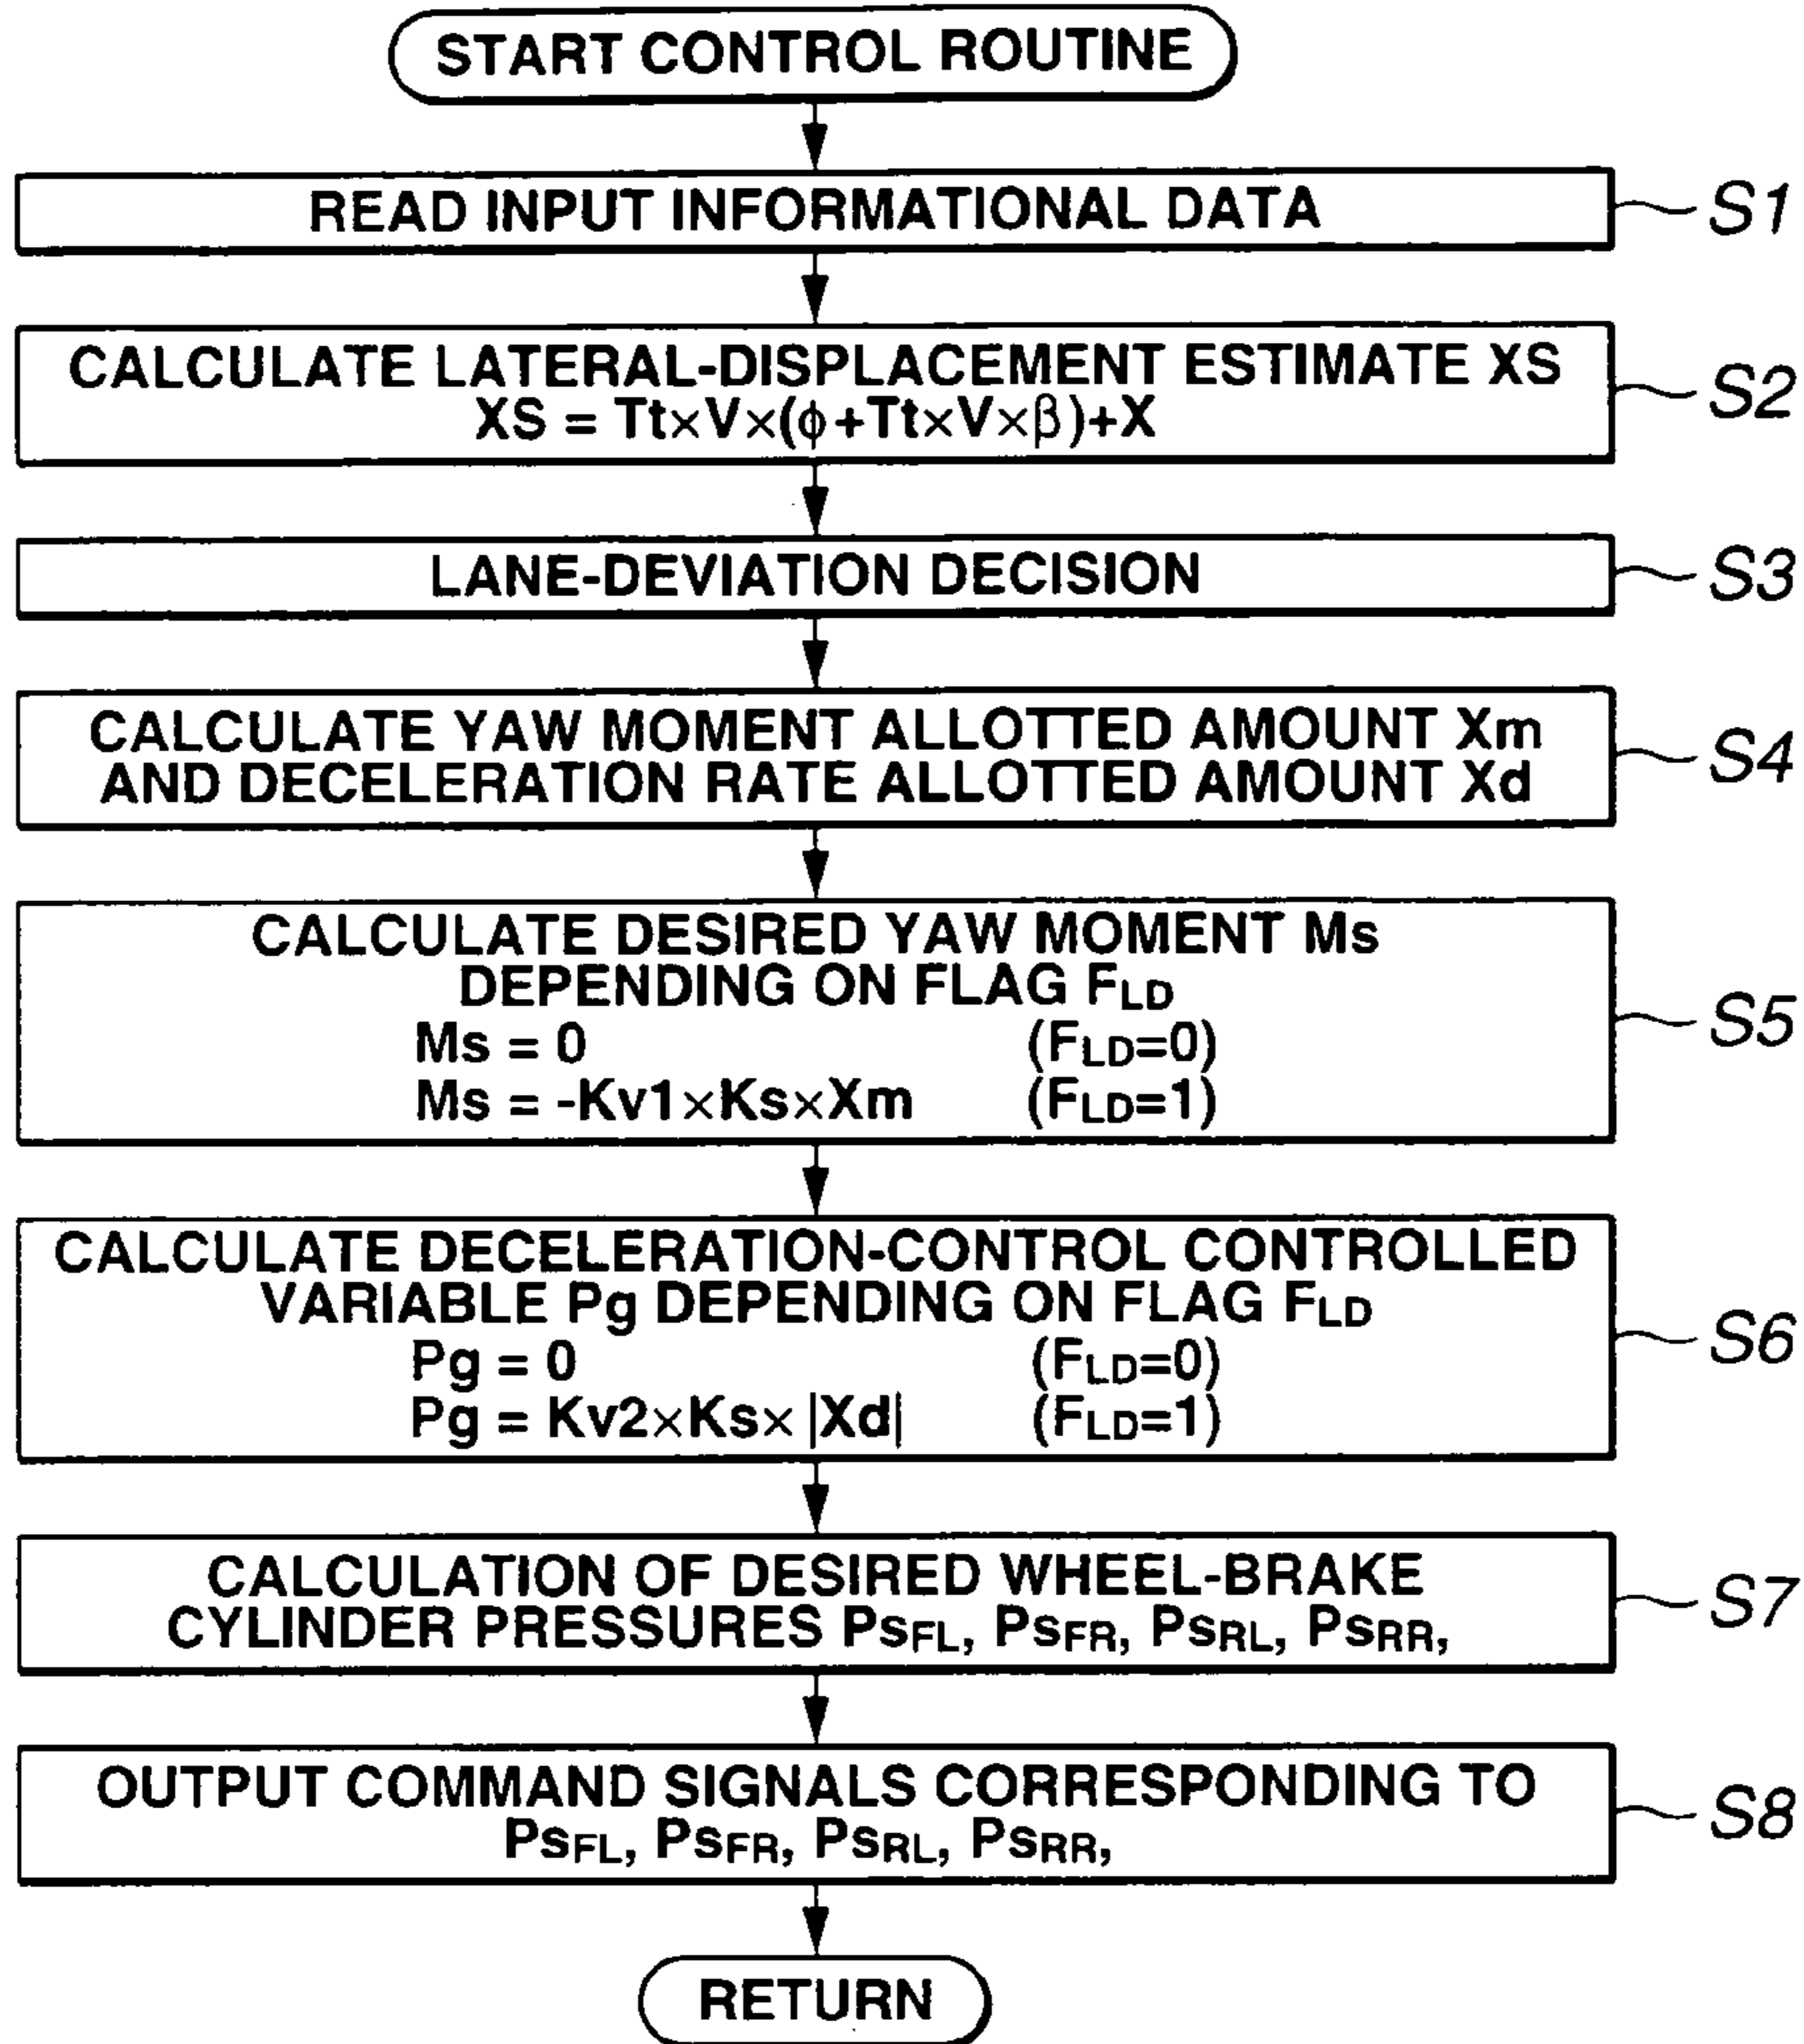 START CONTROL ROUTINE
READ INPUT INFORMATIONAL DATA
S1
CALCULATE LATERAL-DISPLACEMENT ESTIMATE XS
XS = Tt×V×(ϕ+Tt×V×β)+X
S2
LANE-DEVIATION DECISION
S3
CALCULATE YAW MOMENT ALLOTTED AMOUNT Xm
AND DECELERATION RATE ALLOTTED AMOUNT Xd
S4
CALCULATE DESIRED YAW MOMENT Ms
DEPENDING ON FLAG FLD
Ms = 0 (FLD=0)
Ms = -Kv1×Ks×Xm (FLD=1)
S5
CALCULATE DECELERATION-CONTROL CONTROLLED
VARIABLE Pg DEPENDING ON FLAG FLD
Pg = 0 (FLD=0)
Pg = Kv2×Ks×|Xd| (FLD=1)
S6
CALCULATION OF DESIRED WHEEL-BRAKE
CYLINDER PRESSURES PSFL, PSFR, PSRL, PSRR,
S7
OUTPUT COMMAND SIGNALS CORRESPONDING TO
PSFL, PSFR, PSRL, PSRR,
S8
RETURN